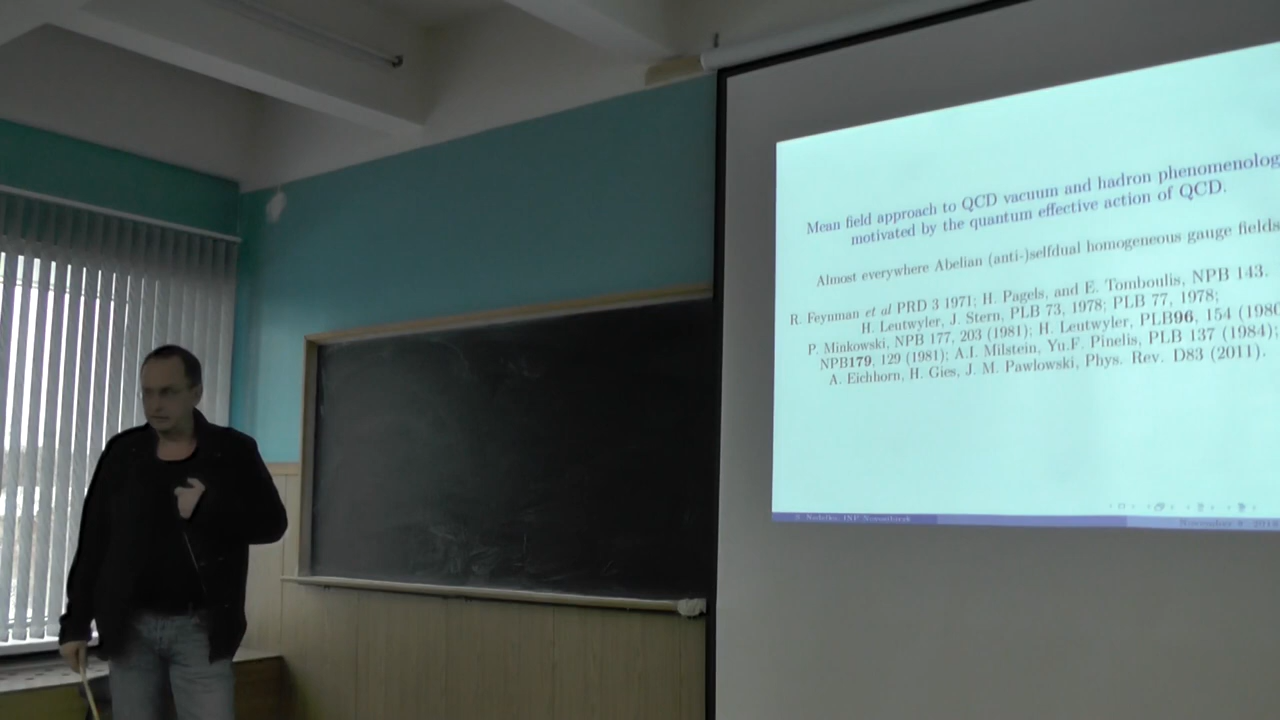 Mean field approach to QCD vacuum and hadron phenomenolog
motivated by the quantum effective action of QCD.
Almost everywhere Abelian (anti-)selfdual homogeneous gauge fields
R. Feynman et al PRD 3 1971; H. Pagels, and E. Tomboulis, NPB 143.
H. Leutwyler, J. Stern, PLB 73, 1978; PLB 77, 1978;
P. Minkowski, NPB 177, 203 (1981); H. Leutwyler, PLB96, 154 (1980
NPB179, 129 (1981); A.I. Milstein, Yu.F. Pinelis, PLB 137 (1984);
A. Eichhorn, H. Gies, J. M. Pawlowski, Phys. Rev. D83 (2011).
November